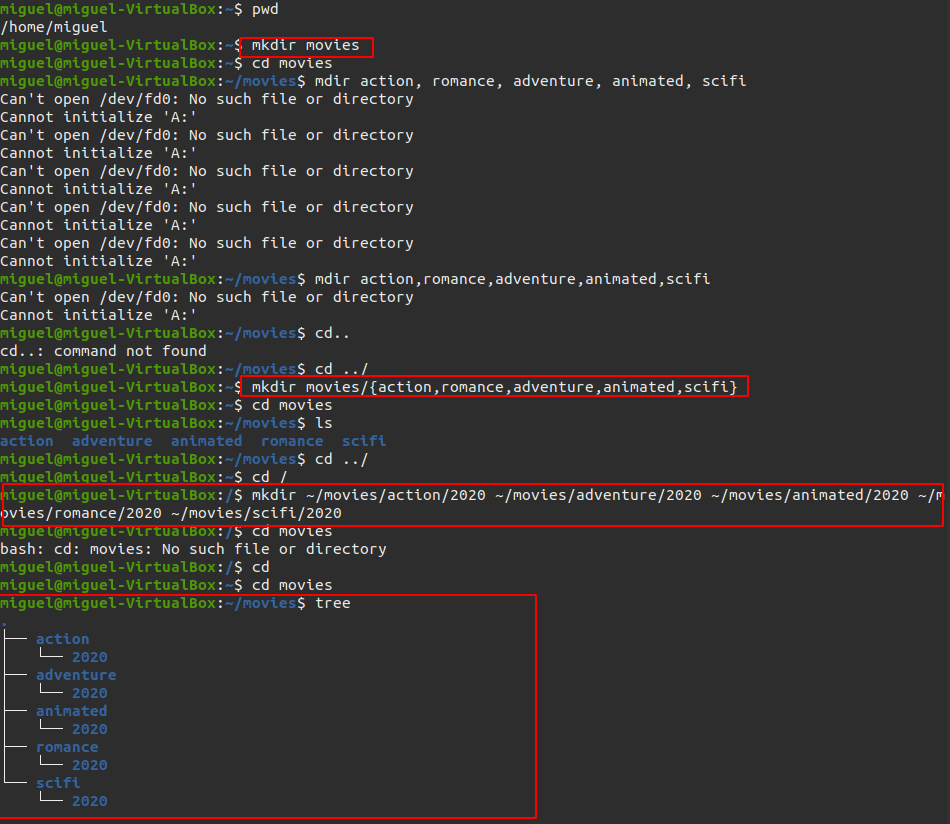 miguel@miguel-VirtualBox:~$ pwd
/home/miguel
miguel@miguel-VirtualBox:~$ mkdir movies
miguel@miguel-VirtualBox:~$ cd movies
miguel@miguel-VirtualBox:~/movies$ mdir action, romance, adventure, animated, scifi
Can't open /dev/fd0: No such file or directory
Cannot initialize 'A:'
Can't open /dev/fd0: No such file or directory
Cannot initialize 'A:'
Can't open /dev/fd0: No such file or directory
Cannot initialize 'A:'
Can't open /dev/fd0: No such file or directory
Cannot initialize 'A:'
Can't open /dev/fd0: No such file or directory
Cannot initialize 'A:'
miguel@miguel-VirtualBox:~/movies$ mdir action,romance,adventure,animated,scifi
Can't open /dev/fd0: No such file or directory
Cannot initialize 'A:'
miguel@miguel-VirtualBox:~/movies$ cd..
cd..: command not found
miguel@miguel-VirtualBox:~/movies$ cd ../
miguel@miguel-VirtualBox:~$ mkdir movies/{action,romance,adventure,animated,scifi}
miguel@miguel-VirtualBox:~$ cd movies
miguel@miguel-VirtualBox:~/movies$ ls
action  adventure  animated  romance  scifi
miguel@miguel-VirtualBox:~/movies$ cd ../
miguel@miguel-VirtualBox:~$ cd /
miguel@miguel-VirtualBox:/$ mkdir ~/movies/action/2020 ~/movies/adventure/2020 ~/movies/animated/2020 ~/m
ovies/romance/2020 ~/movies/scifi/2020
miguel@miguel-VirtualBox:/$ cd movies
bash: cd: movies: No such file or directory
miguel@miguel-VirtualBox:/$ cd
miguel@miguel-VirtualBox:~$ cd movies
miguel@miguel-VirtualBox:~/movies$ tree
.
├── action
│   └── 2020
├── adventure
│   └── 2020
├── animated
│   └── 2020
├── romance
│   └── 2020
└── scifi
    └── 2020